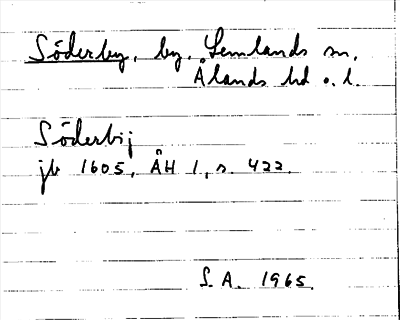 Söderby, by, Lemlands sn,
Ålands hd o. l.
Söderbij
jb 1605, ÅH 1, s. 422.
S. A. 1965.